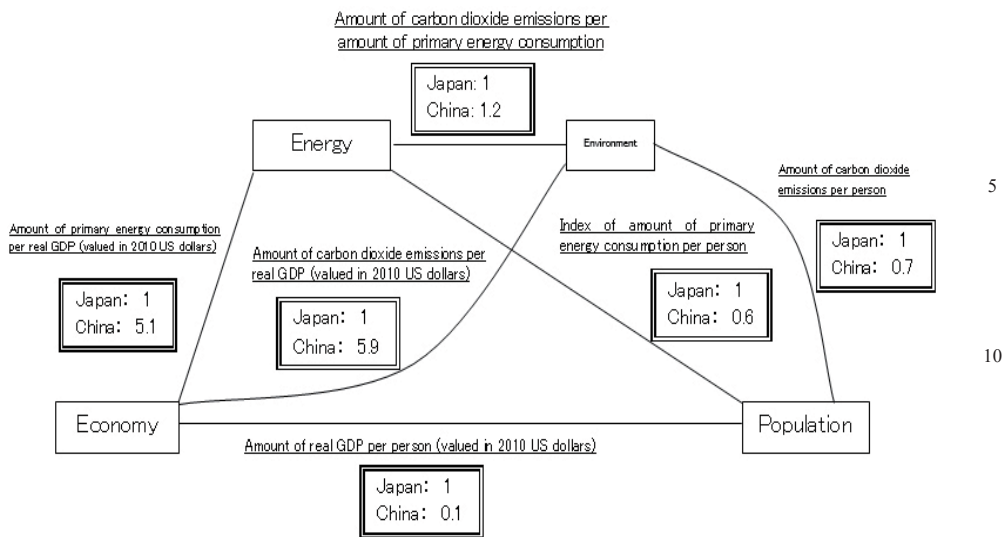 Amount of carbon dioxide emissions per
amount of primary energy consumption
Japan: 1
China: 1.2
Energy
Environment
Amount of carbon dioxide
emissions per person
5
Amount of primary energy consumption
per real GDP (valued in 2010 US dollars)
Amount of carbon dioxide emissions per
real GDP (valued in 2010 US dollars)
Index of amount of primary
energy consumption per person
Japan: 1
China: 0.7
Japan: 1
China: 5.1
Japan: 1
China: 5.9
Japan: 1
China: 0.6
10
Economy
Population
Amount of real GDP per person (valued in 2010 US dollars)
Japan: 1
China: 0.1